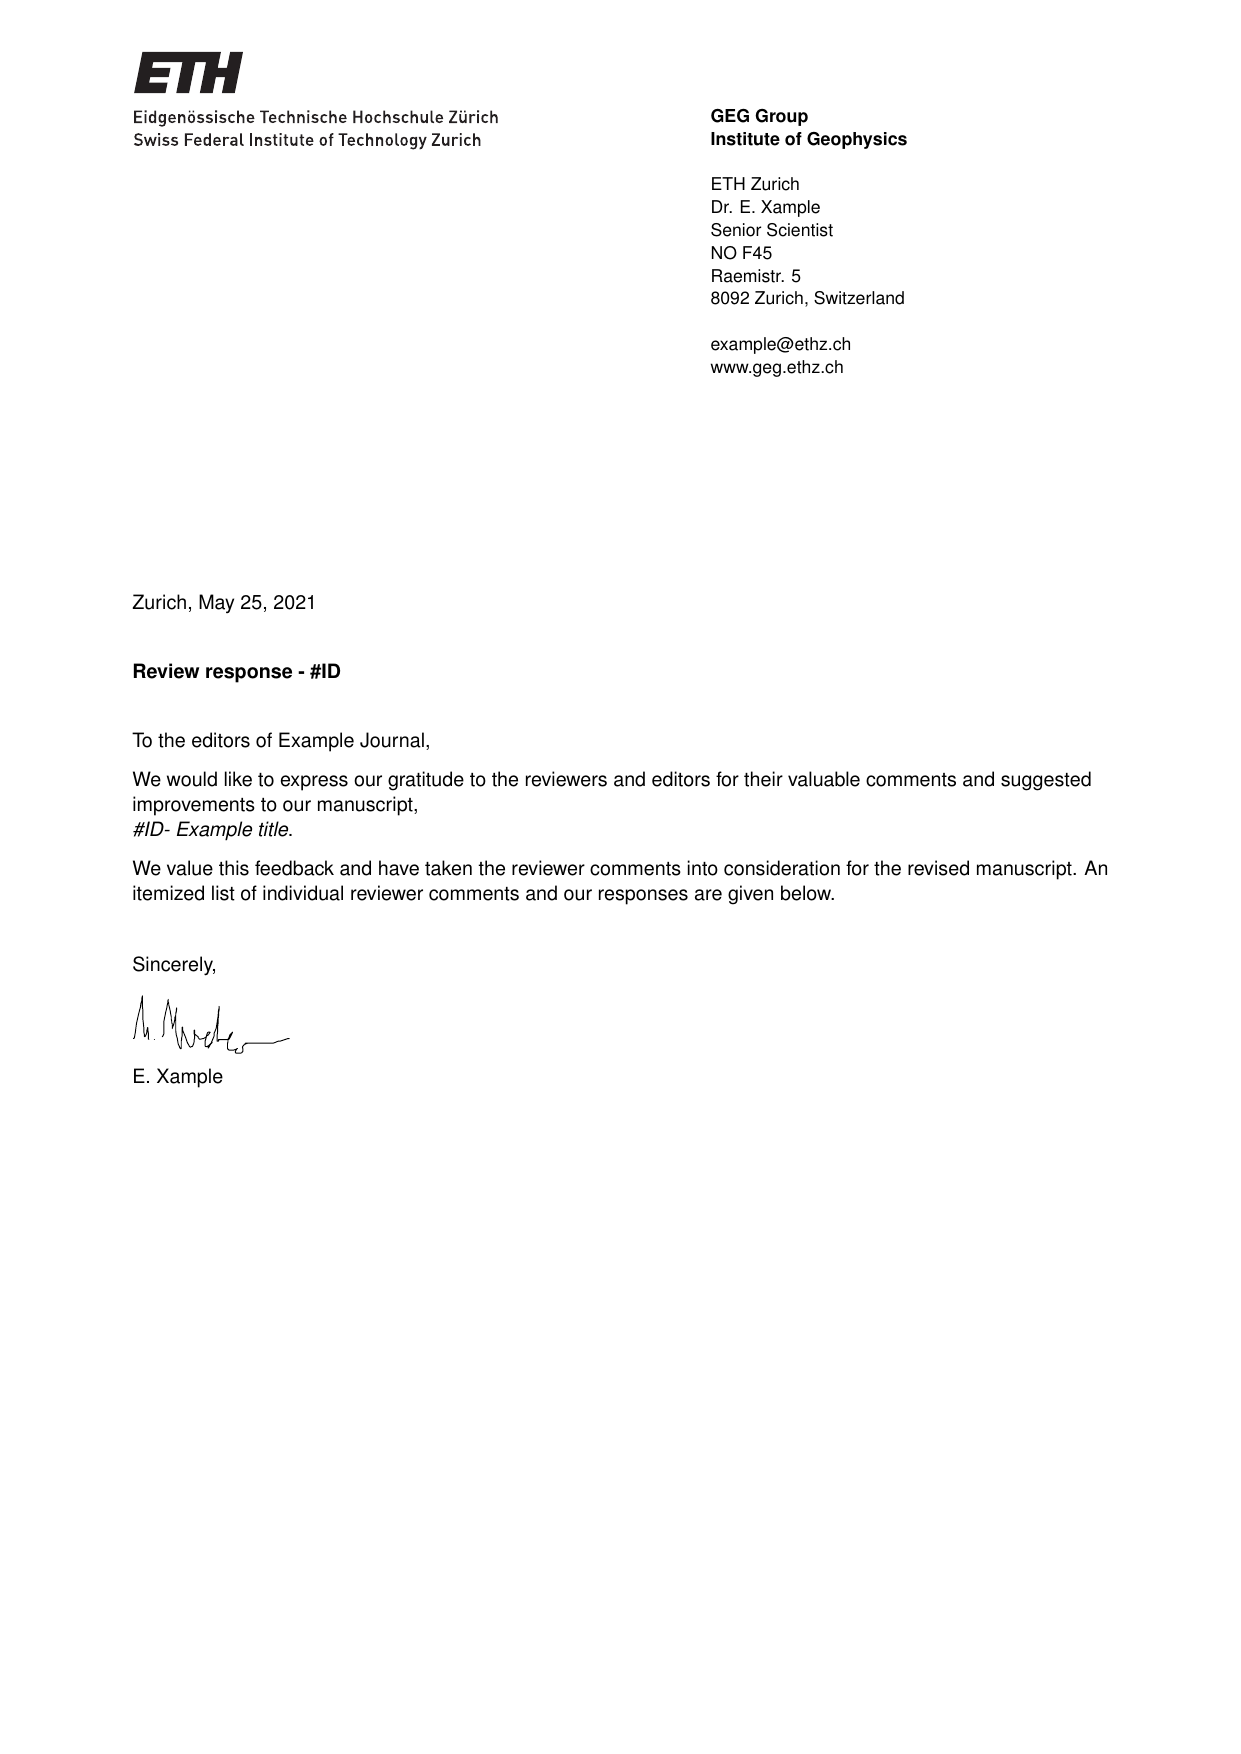 ETH
Eidgenössische Technische Hochschule Zürich
Swiss Federal Institute of Technology Zurich
GEG Group
Institute of Geophysics
ETH Zurich
Dr. E. Xample
Senior Scientist
NO F45
Raemistr. 5
8092 Zurich, Switzerland
example@ethz.ch
www.geg.ethz.ch
Zurich, May 25, 2021
Review response - #ID
To the editors of Example Journal,
We would like to express our gratitude to the reviewers and editors for their valuable comments and suggested
improvements to our manuscript,
#ID- Example title.
We value this feedback and have taken the reviewer comments into consideration for the revised manuscript. An
itemized list of individual reviewer comments and our responses are given below.
Sincerely,
E. Xample